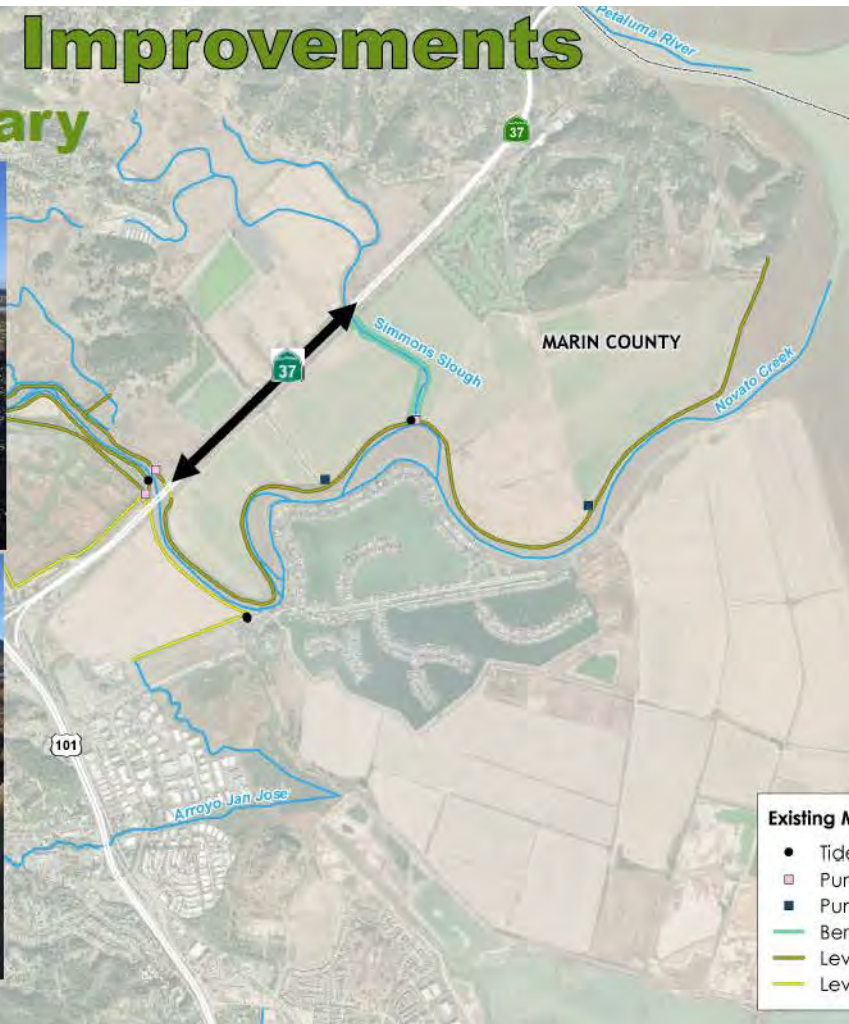 Improvements
ary
Petaluma River
37
37
Simmons Slough
MARIN COUNTY
Novato Creek
101
Arroyo Jan Jose
Existing M
Tide
Pur
Pur
Ber
Lev
Lev